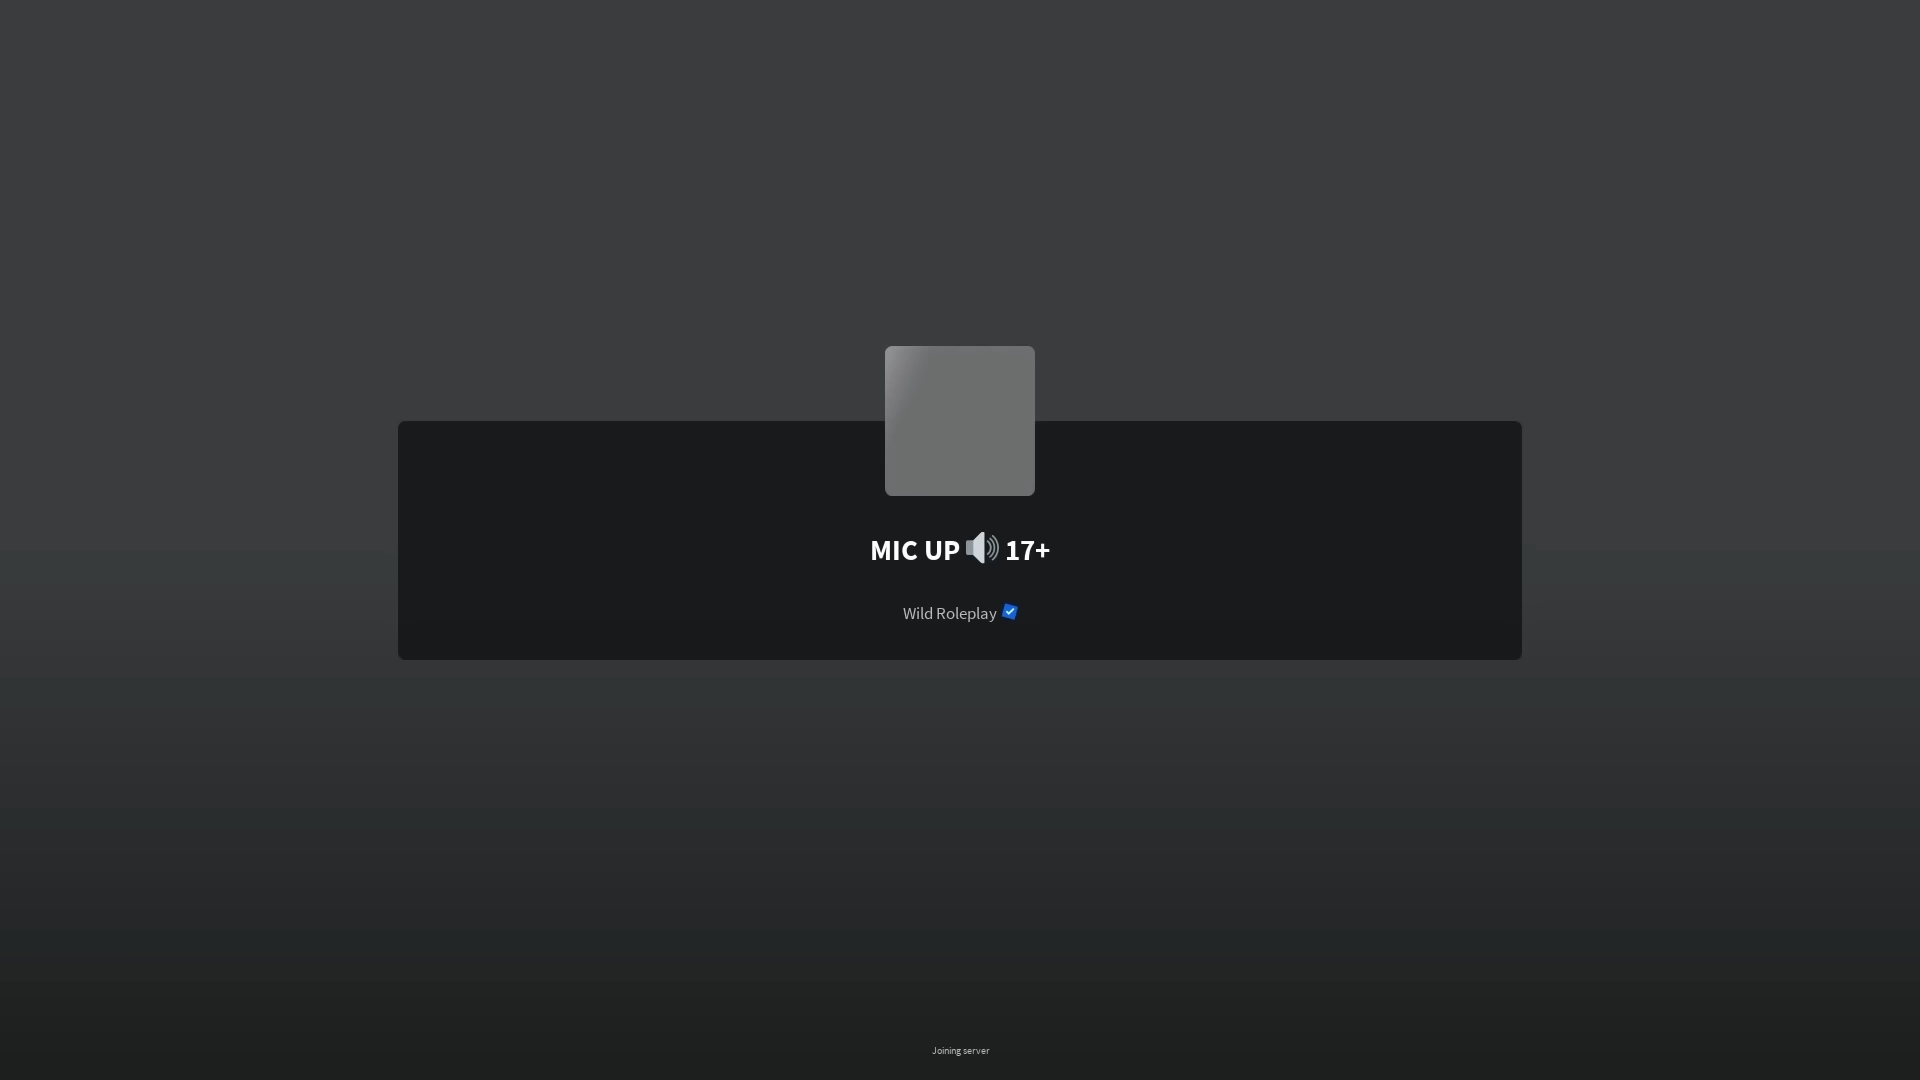 MIC UP 🔊 17+
Wild Roleplay
Joining server